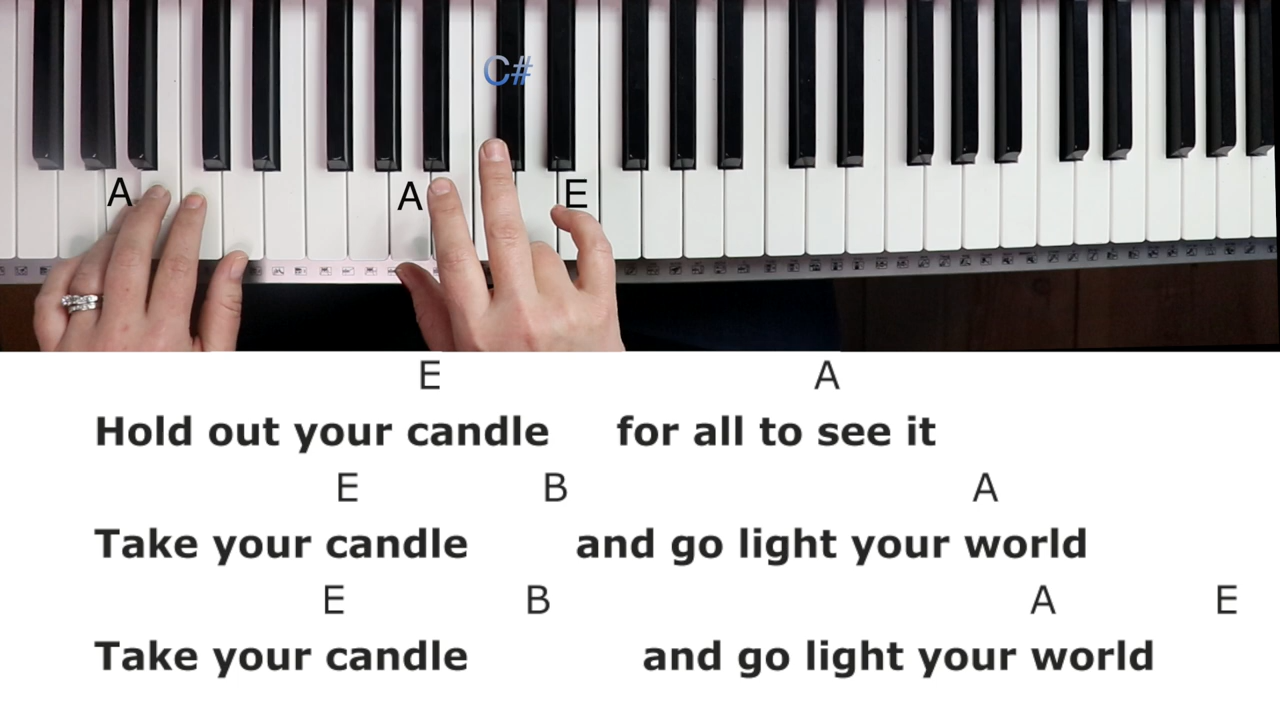 C#
A A E
E A
Hold out your candle for all to see it
E B A
Take your candle and go light your world
E B A E
Take your candle and go light your world